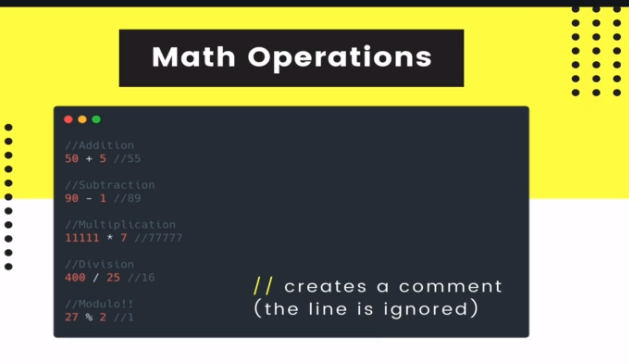 Math Operations
//Addition
50 + 5 //55
//Subtraction
90 - 1 //89
//Multiplication
11111 * 7 //77777
//Division
400 / 25 //16
//Modulo!!
27 % 2 //1
// creates a comment
(the line is ignored)